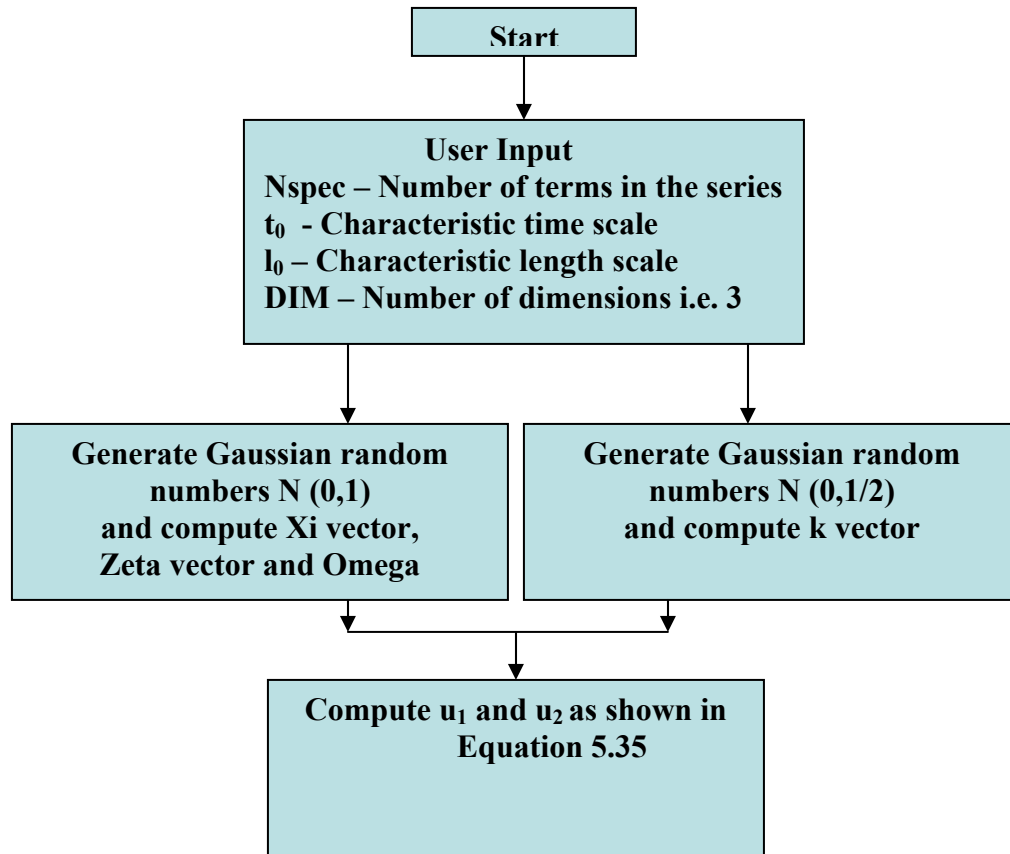 Start
User Input
Nspec – Number of terms in the series
t₀ - Characteristic time scale
l₀ – Characteristic length scale
DIM – Number of dimensions i.e. 3
Generate Gaussian random
numbers N (0,1)
and compute Xi vector,
Zeta vector and Omega
Generate Gaussian random
numbers N (0,1/2)
and compute k vector
Compute u₁ and u₂ as shown in
Equation 5.35